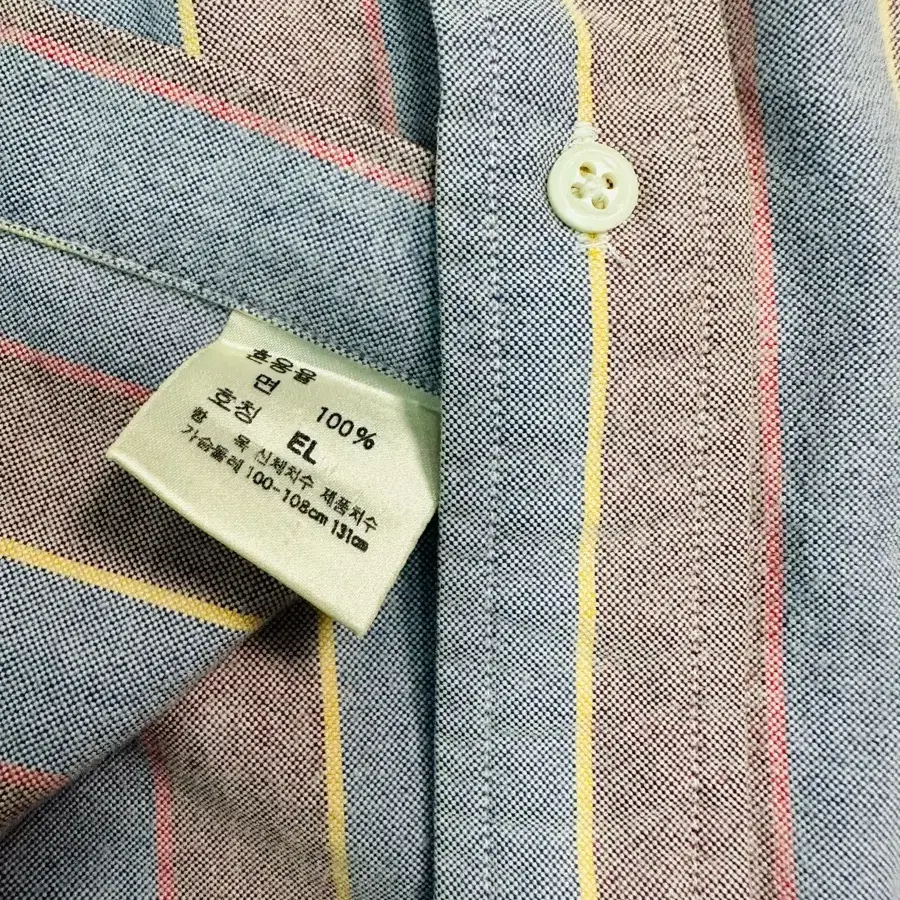 혼용율
면 100%
호칭 EL
항 목 신체치수 제품치수
가슴둘레 100-108cm 131cm